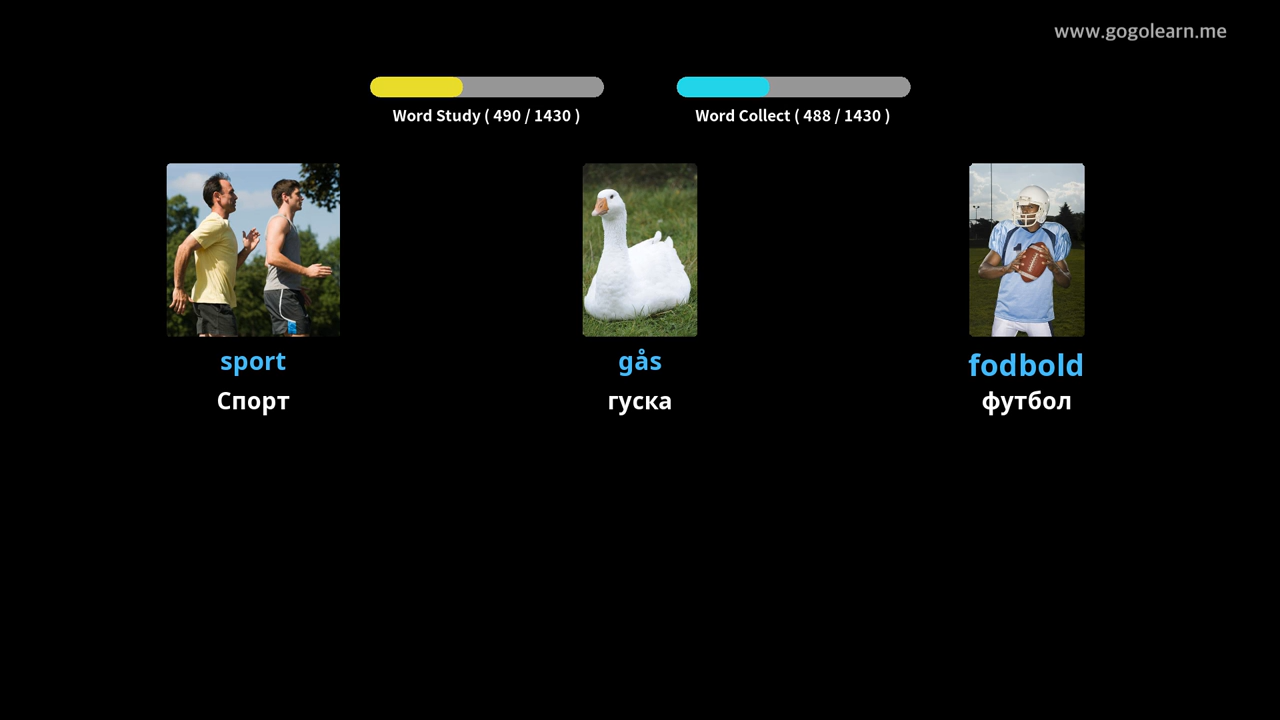 www.gogolearn.me
Word Study ( 490 / 1430 )
Word Collect ( 488 / 1430 )
sport
gås
fodbold
Спорт
гуска
футбол